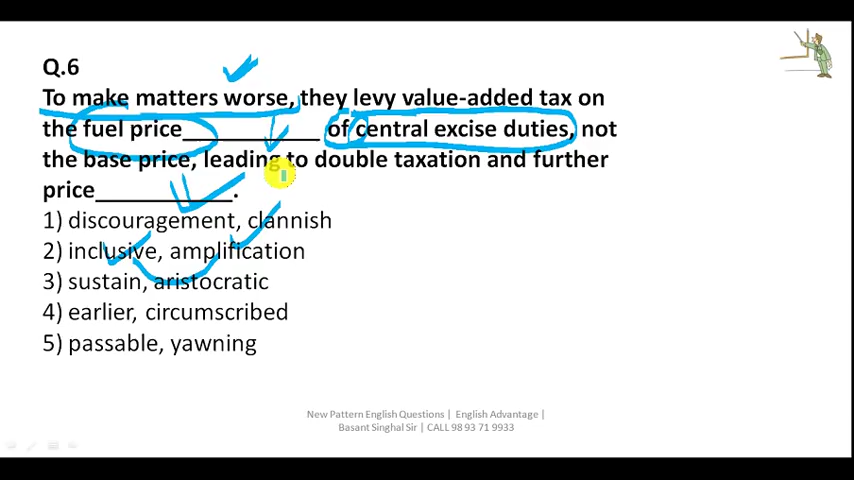 Q.6
To make matters worse, they levy value-added tax on
the fuel price__________ of central excise duties, not
the base price, leading to double taxation and further
price__________.
1) discouragement, clannish
2) inclusive, amplification
3) sustain, aristocratic
4) earlier, circumscribed
5) passable, yawning
New Pattern English Questions | English Advantage |
Basant Singhal Sir | CALL 98 93 71 9933